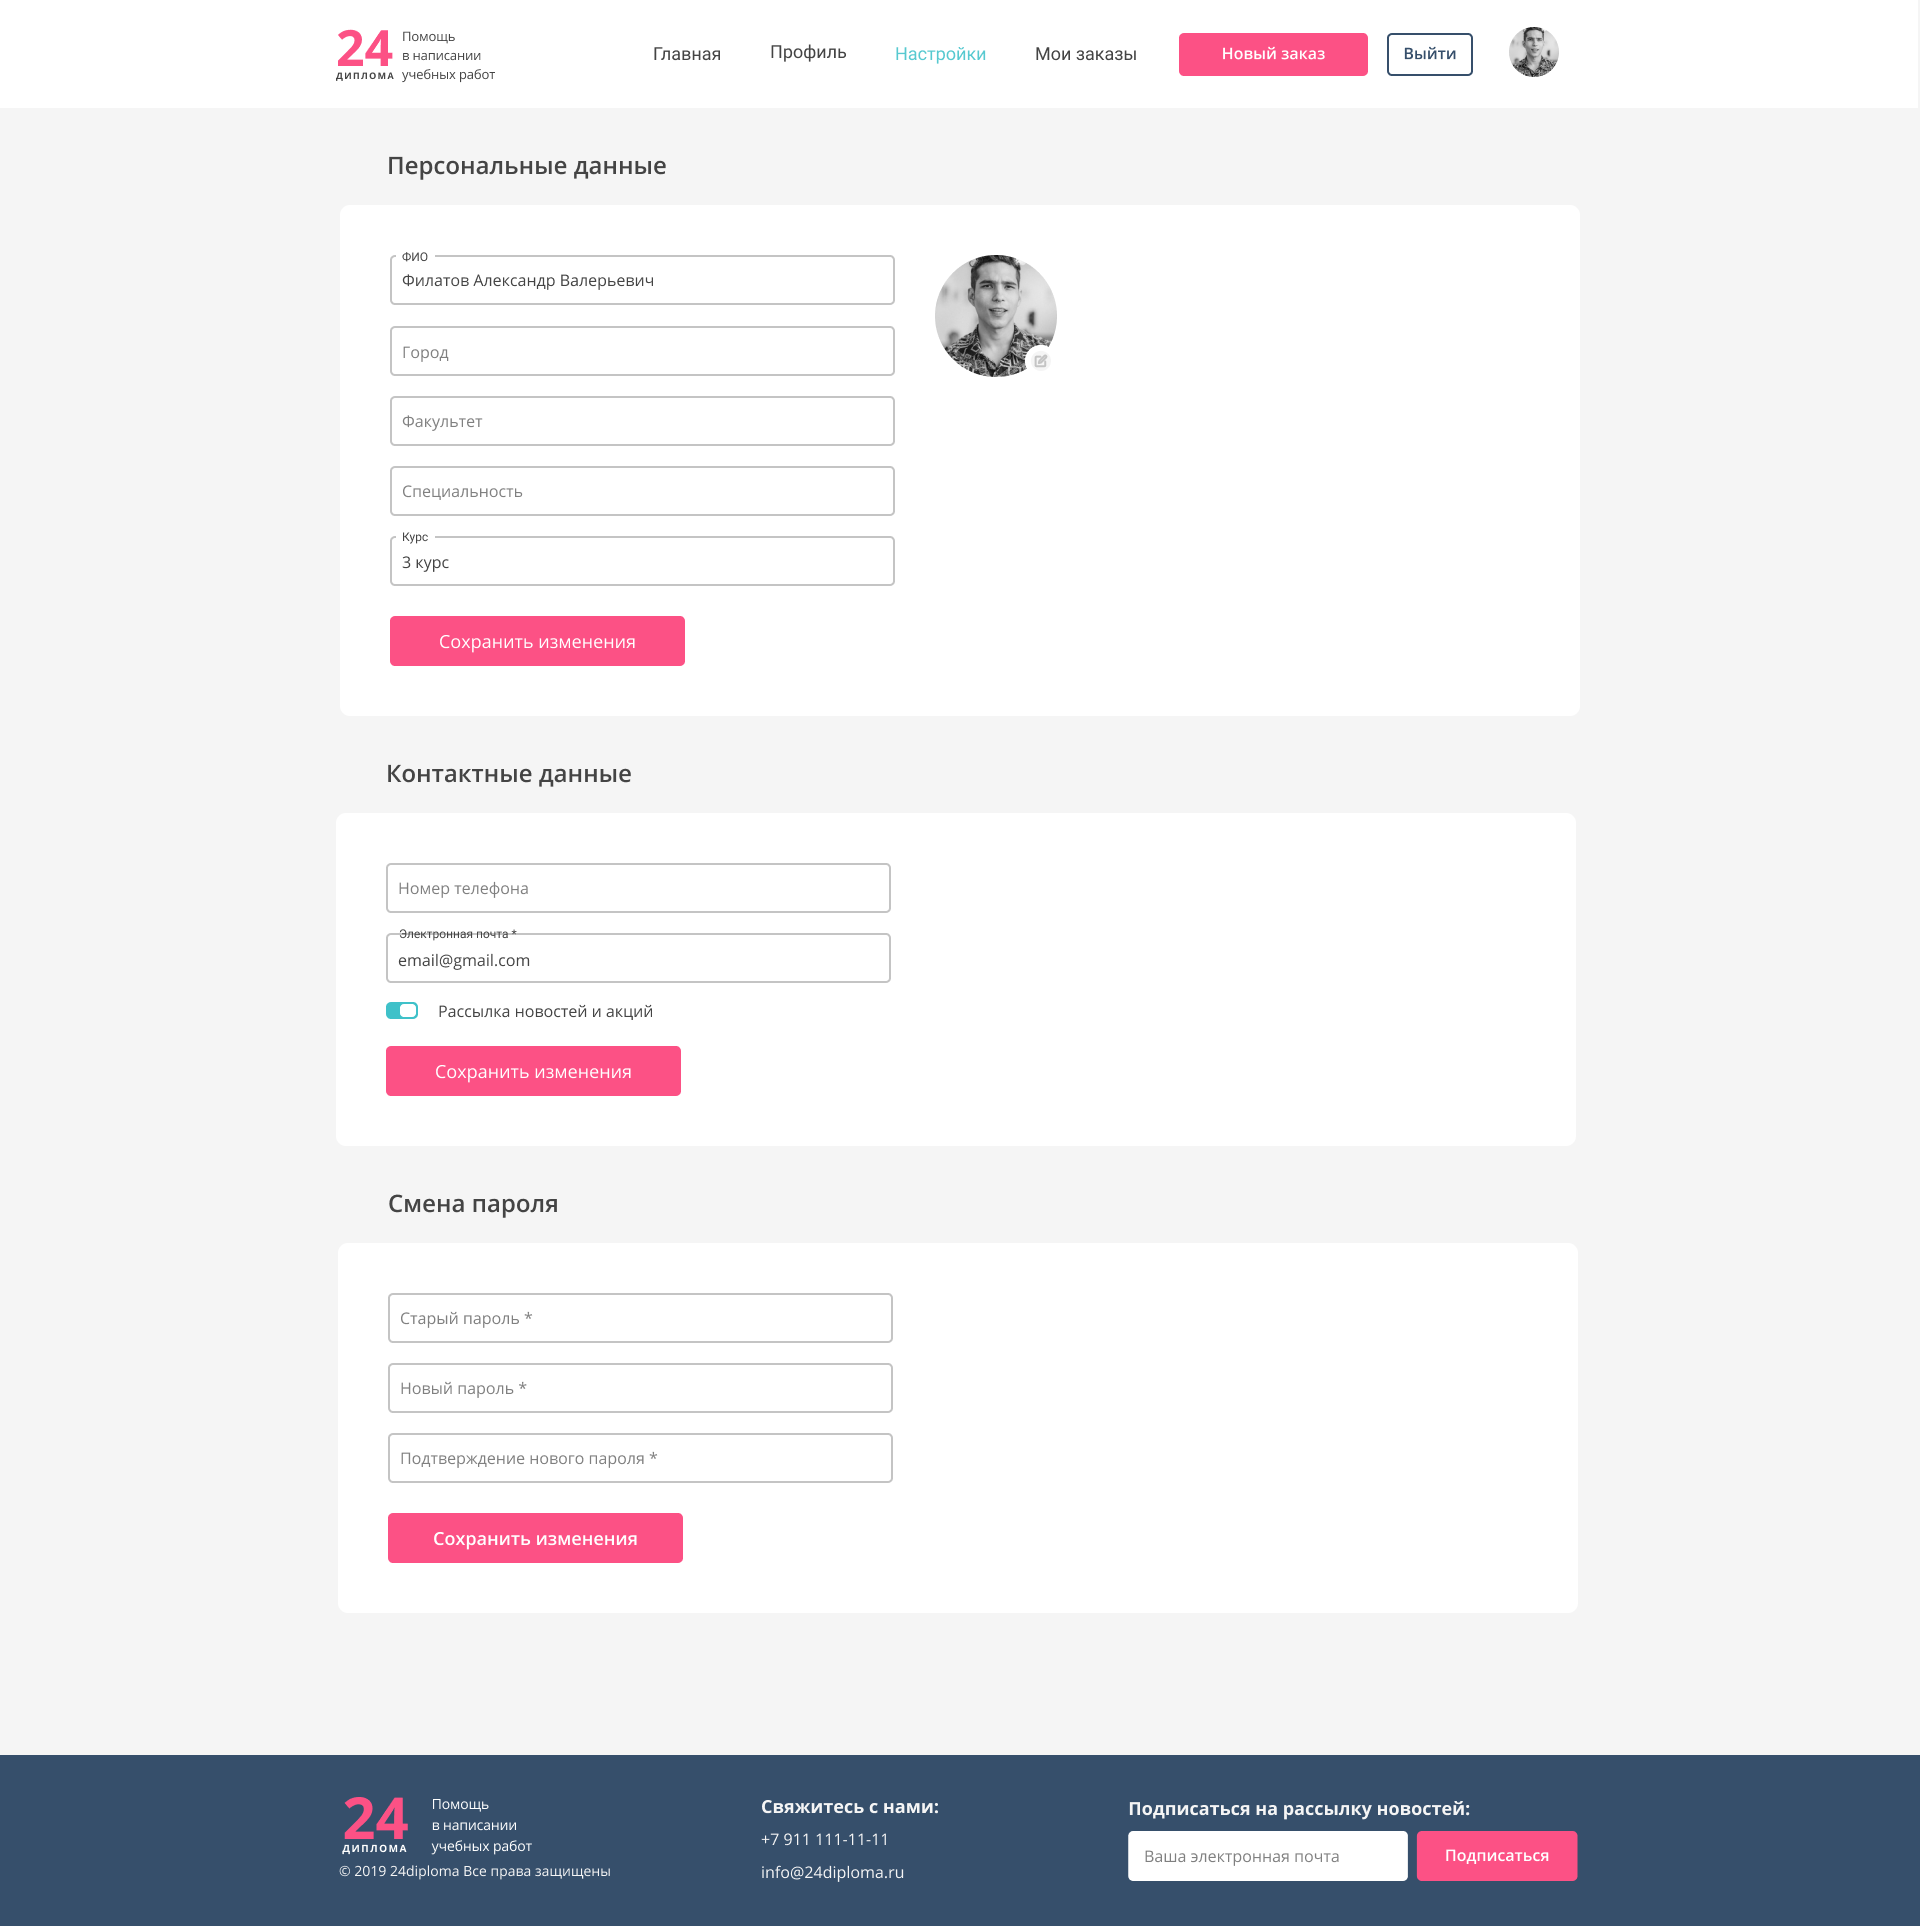 24
ДИПЛОМА
Помощь
в написании
учебных работ
Главная
Профиль
Настройки
Мои заказы
Новый заказ
Выйти
Персональные данные
ФИО
Филатов Александр Валерьевич
Город
Факультет
Специальность
Курс
3 курс
Сохранить изменения
Контактные данные
Номер телефона
Электронная почта *
email@gmail.com
Рассылка новостей и акций
Сохранить изменения
Смена пароля
Старый пароль *
Новый пароль *
Подтверждение нового пароля *
Сохранить изменения
24
ДИПЛОМА
Помощь
в написании
учебных работ
© 2019 24diploma Все права защищены
Свяжитесь с нами:
+7 911 111-11-11
info@24diploma.ru
Подписаться на рассылку новостей:
Ваша электронная почта
Подписаться